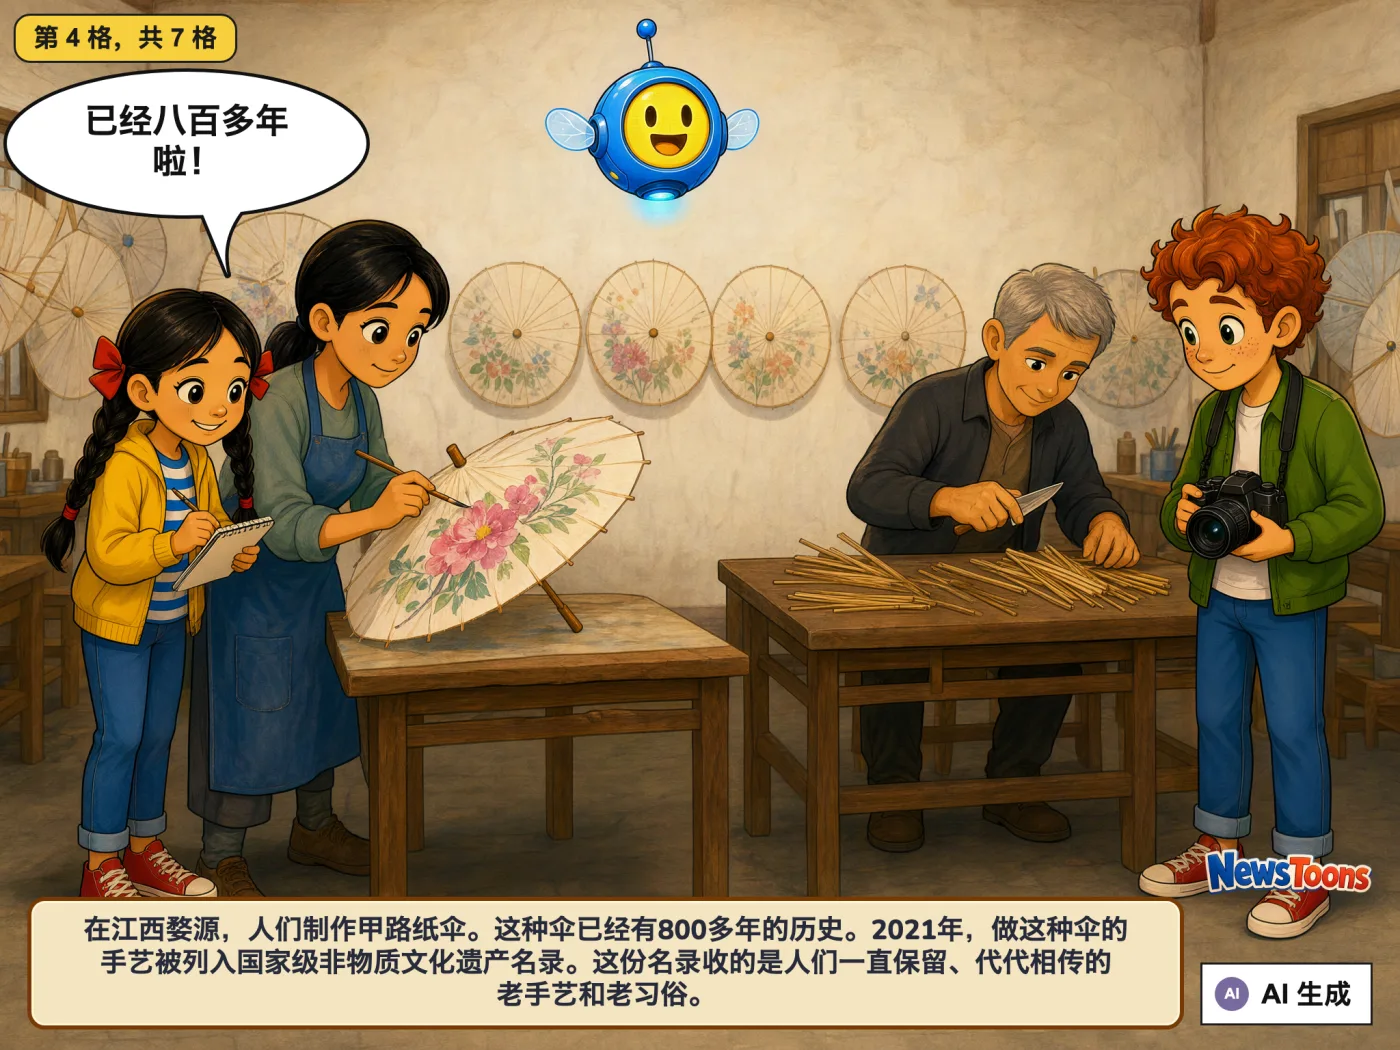 第 4 格，共 7 格
已经八百多年
啦！
NewsToons
在江西婺源，人们制作甲路纸伞。这种伞已经有800多年的历史。2021年，做这种伞的
手艺被列入国家级非物质文化遗产名录。这份名录收的是人们一直保留、代代相传的
老手艺和老习俗。
AI AI 生成